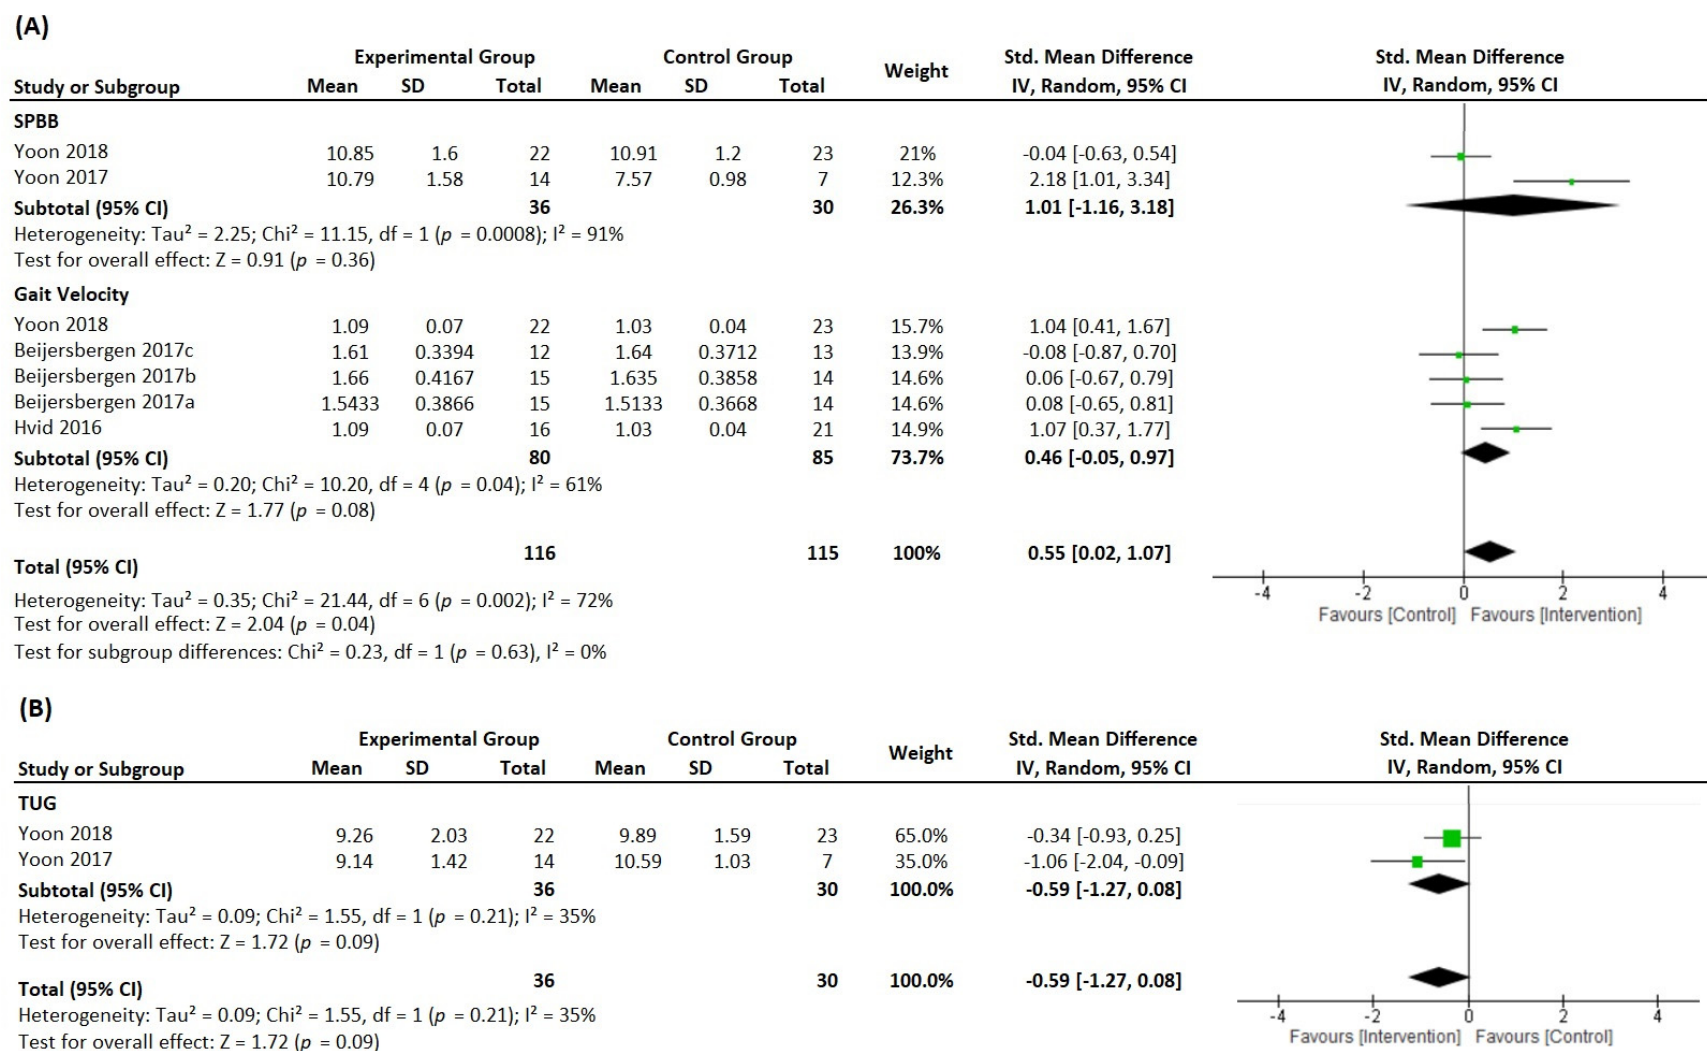 (A)
Experimental Group Control Group Weight Std. Mean Difference Std. Mean Difference
Study or Subgroup Mean SD Total Mean SD Total IV, Random, 95% CI IV, Random, 95% CI
SPBB
Yoon 2018 10.85 1.6 22 10.91 1.2 23 21% -0.04 [-0.63, 0.54]
Yoon 2017 10.79 1.58 14 7.57 0.98 7 12.3% 2.18 [1.01, 3.34]
Subtotal (95% CI) 36 30 26.3% 1.01 [-1.16, 3.18]
Heterogeneity: Tau² = 2.25; Chi² = 11.15, df = 1 (p = 0.0008); I² = 91%
Test for overall effect: Z = 0.91 (p = 0.36)
Gait Velocity
Yoon 2018 1.09 0.07 22 1.03 0.04 23 15.7% 1.04 [0.41, 1.67]
Beijersbergen 2017c 1.61 0.3394 12 1.64 0.3712 13 13.9% -0.08 [-0.87, 0.70]
Beijersbergen 2017b 1.66 0.4167 15 1.635 0.3858 14 14.6% 0.06 [-0.67, 0.79]
Beijersbergen 2017a 1.5433 0.3866 15 1.5133 0.3668 14 14.6% 0.08 [-0.65, 0.81]
Hvid 2016 1.09 0.07 16 1.03 0.04 21 14.9% 1.07 [0.37, 1.77]
Subtotal (95% CI) 80 85 73.7% 0.46 [-0.05, 0.97]
Heterogeneity: Tau² = 0.20; Chi² = 10.20, df = 4 (p = 0.04); I² = 61%
Test for overall effect: Z = 1.77 (p = 0.08)
Total (95% CI) 116 115 100% 0.55 [0.02, 1.07]
-4 -2 0 2 4
Heterogeneity: Tau² = 0.35; Chi² = 21.44, df = 6 (p = 0.002); I² = 72%
Favours [Control] Favours [Intervention]
Test for overall effect: Z = 2.04 (p = 0.04)
Test for subgroup differences: Chi² = 0.23, df = 1 (p = 0.63), I² = 0%
(B)
Experimental Group Control Group Weight Std. Mean Difference Std. Mean Difference
Study or Subgroup Mean SD Total Mean SD Total IV, Random, 95% CI IV, Random, 95% CI
TUG
Yoon 2018 9.26 2.03 22 9.89 1.59 23 65.0% -0.34 [-0.93, 0.25]
Yoon 2017 9.14 1.42 14 10.59 1.03 7 35.0% -1.06 [-2.04, -0.09]
Subtotal (95% CI) 36 30 100.0% -0.59 [-1.27, 0.08]
Heterogeneity: Tau² = 0.09; Chi² = 1.55, df = 1 (p = 0.21); I² = 35%
Test for overall effect: Z = 1.72 (p = 0.09)
Total (95% CI) 36 30 100.0% -0.59 [-1.27, 0.08]
Heterogeneity: Tau² = 0.09; Chi² = 1.55, df = 1 (p = 0.21); I² = 35%
-4 -2 0 2 4
Test for overall effect: Z = 1.72 (p = 0.09)
Favours [Intervention] Favours [Control]